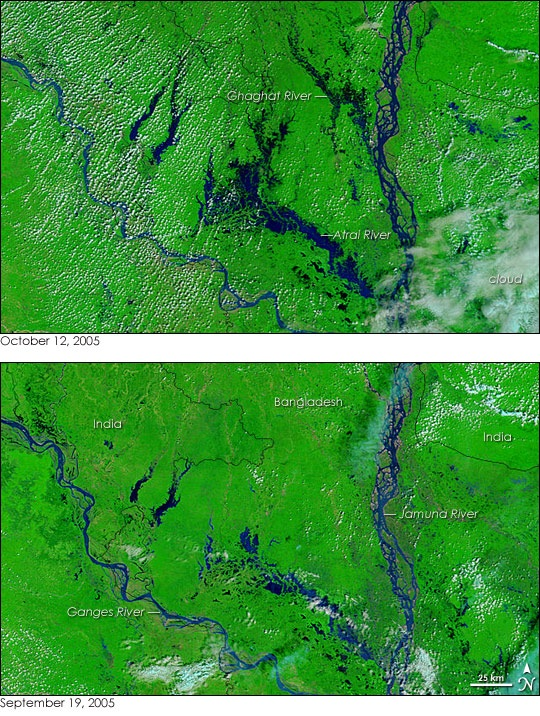 Ghaghat River
Atrai River
cloud
October 12, 2005
Bangladesh
India
India
Jamuna River
Ganges River
25 km
N
September 19, 2005